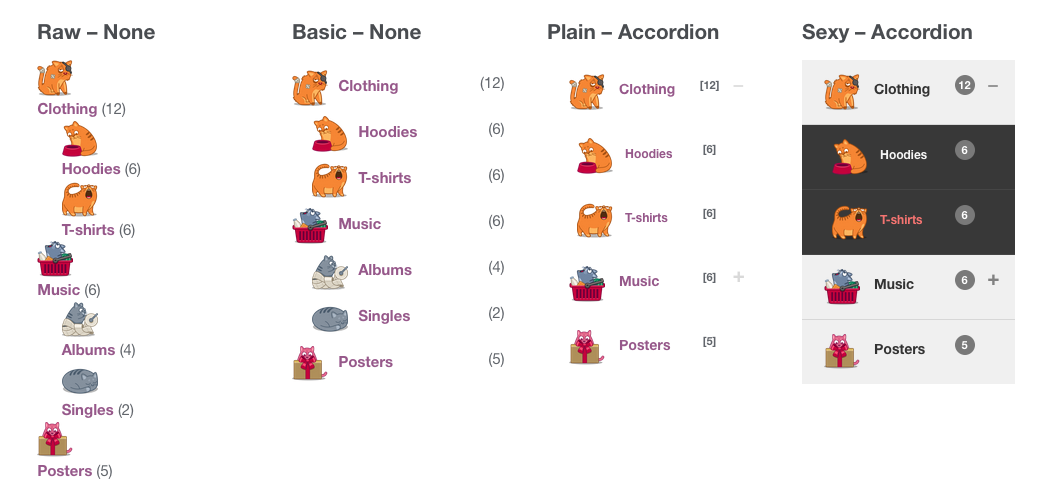 Raw – None
Clothing (12)
Hoodies (6)
T-shirts (6)
Music (6)
Albums (4)
Singles (2)
Posters (5)
Basic – None
Clothing (12)
Hoodies (6)
T-shirts (6)
Music (6)
Albums (4)
Singles (2)
Posters (5)
Plain – Accordion
Clothing [12] –
Hoodies [6]
T-shirts [6]
Music [6] +
Posters [5]
Sexy – Accordion
Clothing 12 –
Hoodies 6
T-shirts 6
Music 6 +
Posters 5